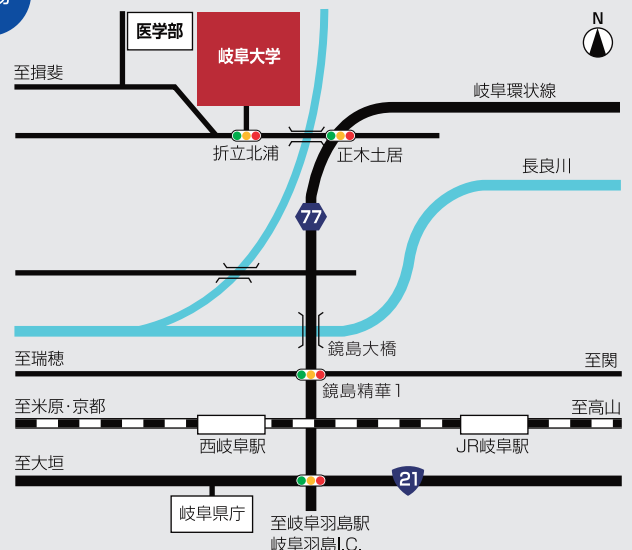 医学部
岐阜大学
N
至揖斐
岐阜環状線
折立北浦
正木土居
長良川
77
鏡島大橋
至瑞穂
至関
鏡島精華1
至米原・京都
至高山
西岐阜駅
JR岐阜駅
至大垣
21
岐阜県庁
至岐阜羽島駅
岐阜羽島I.C.